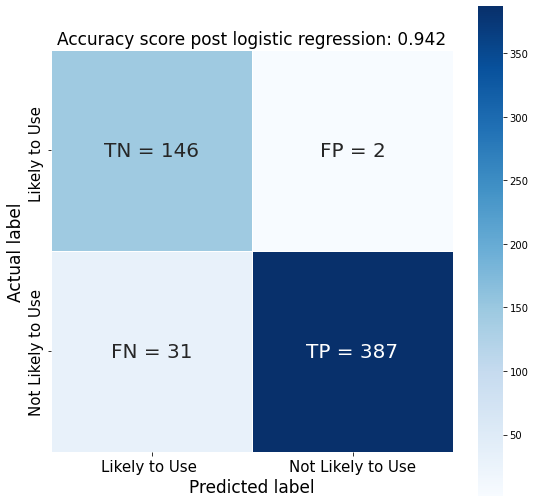 Accuracy score post logistic regression: 0.942
Actual label
Likely to Use
Not Likely to Use
TN = 146
FP = 2
FN = 31
TP = 387
Likely to Use
Not Likely to Use
Predicted label
350
300
250
200
150
100
50